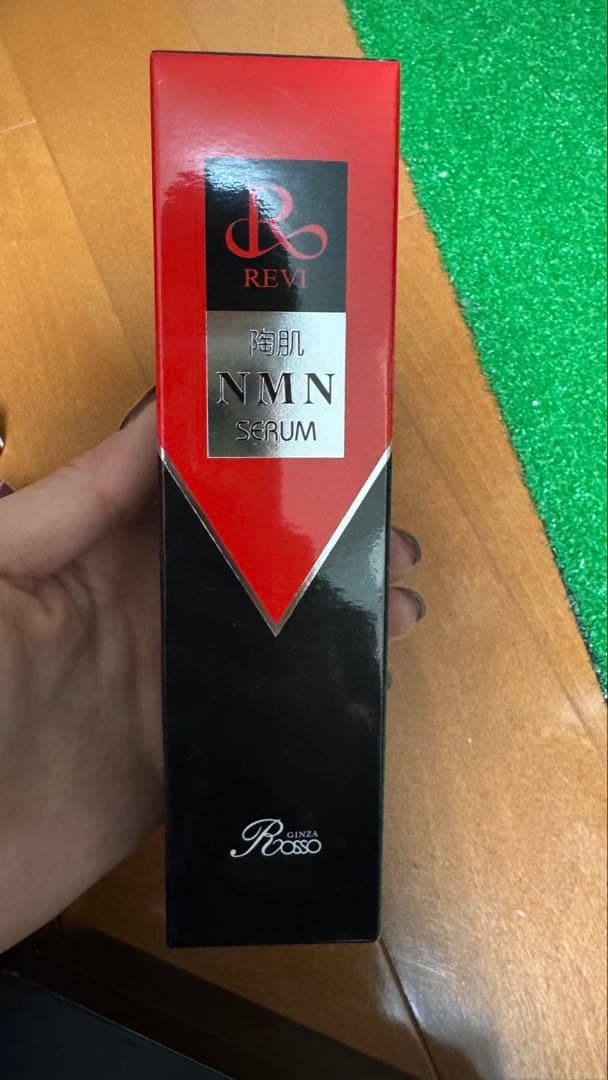 R
REVI
陶肌
NMN
SERUM
GINZA
Rosso